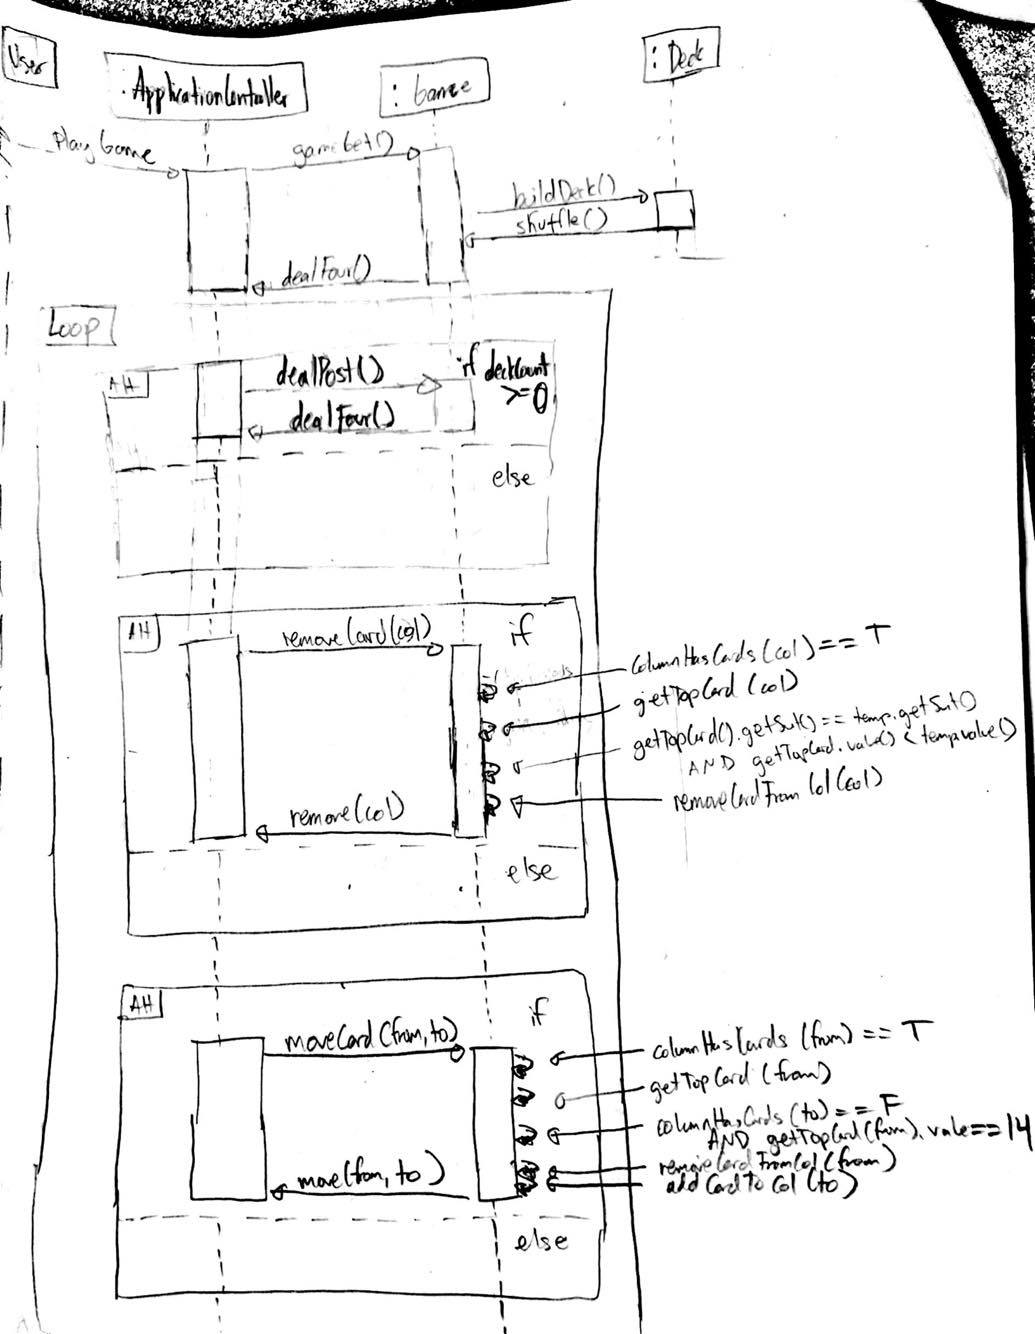 User
: ApplicationController
: Game
: Deck
Play Game
gameGet()
buildDeck()
shuffle()
dealFour()
Loop
Alt
dealPost()
if deckCount
>=0
dealFour()
else
Alt
removeCard(col)
if
columnHasCards(col) == T
getTopCard(col)
getTopCard().getSuit() == temp.getSuit()
AND getTopCard.value() < temp.value()
removeCardFromCol(col)
remove(col)
else
Alt
moveCard(from, to)
if
columnHasCards (from) == T
getTopCard (from)
columnHasCards (to) == F
AND getTopCard(from).value == 14
removeCardFromCol(from)
addCardToCol(to)
move(from, to)
else